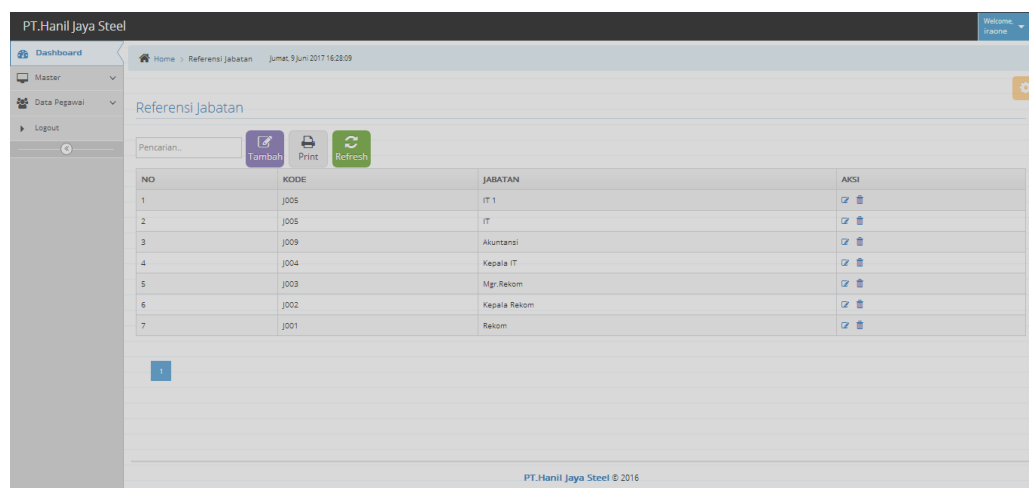 PT.Hanil Jaya Steel
Welcome,
iraone
Dashboard
Master
Data Pegawai
Logout
Home > Referensi Jabatan Jumat, 9 Juni 2017 16:28:09
Referensi Jabatan
Pencarian..
Tambah Print Refresh
NO KODE JABATAN AKSI
1 J005 IT 1
2 J005 IT
3 J009 Akuntansi
4 J004 Kepala IT
5 J003 Mgr.Rekom
6 J002 Kepala Rekom
7 J001 Rekom
1
PT.Hanil Jaya Steel © 2016